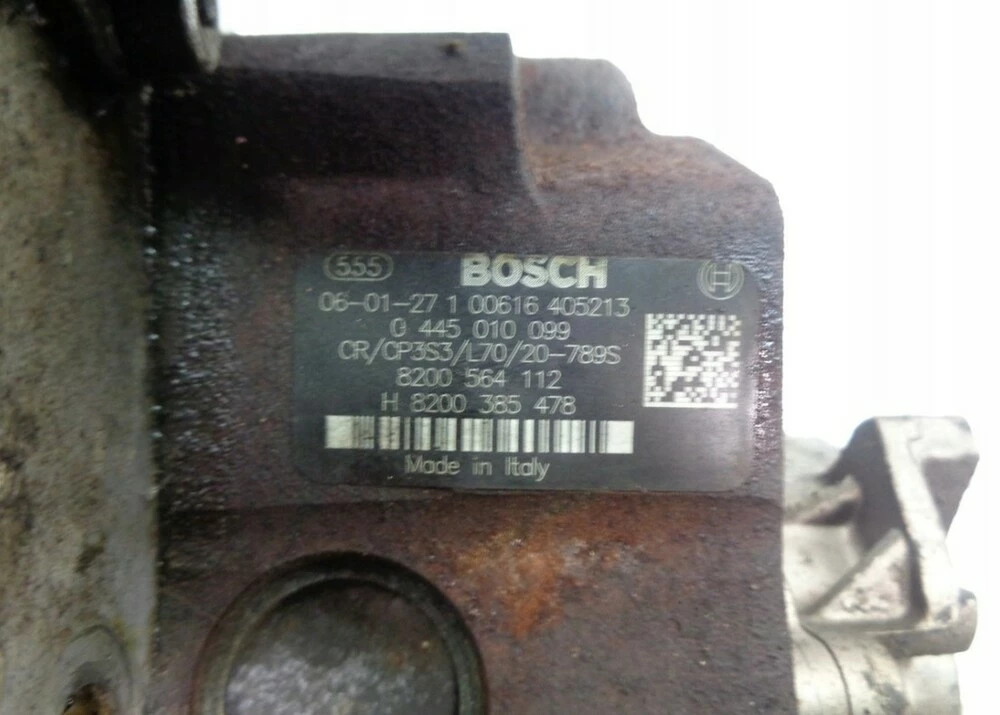 555 BOSCH H
06-01-27 1 00616 405213
0 445 010 099
CR/CP3S3/L70/20-789S
8200 564 112
H 8200 385 478
Made in Italy